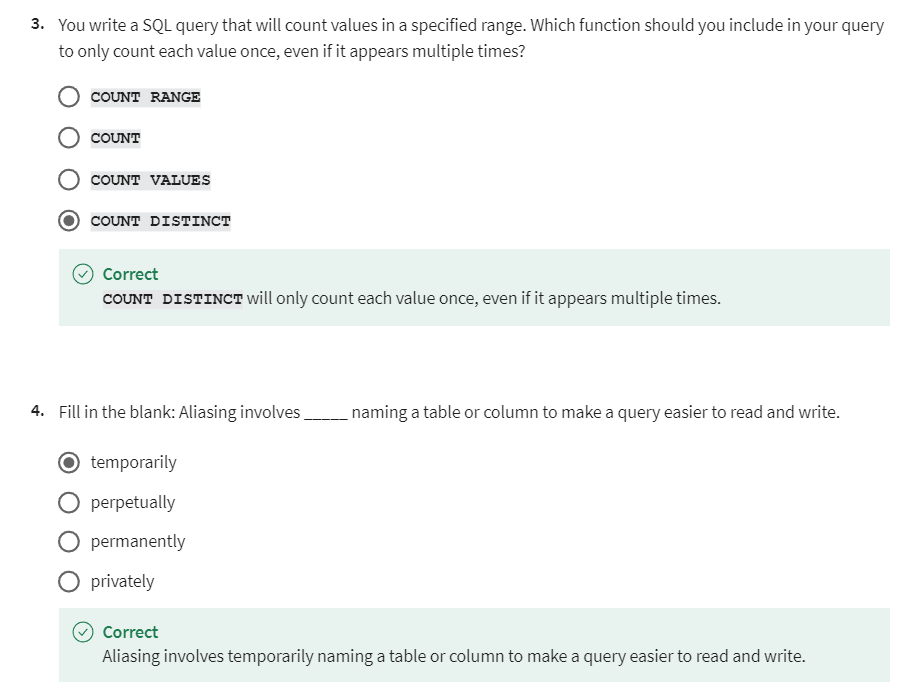 3. You write a SQL query that will count values in a specified range. Which function should you include in your query
to only count each value once, even if it appears multiple times?
COUNT RANGE
COUNT
COUNT VALUES
COUNT DISTINCT
Correct
COUNT DISTINCT will only count each value once, even if it appears multiple times.
4. Fill in the blank: Aliasing involves _____ naming a table or column to make a query easier to read and write.
temporarily
perpetually
permanently
privately
Correct
Aliasing involves temporarily naming a table or column to make a query easier to read and write.